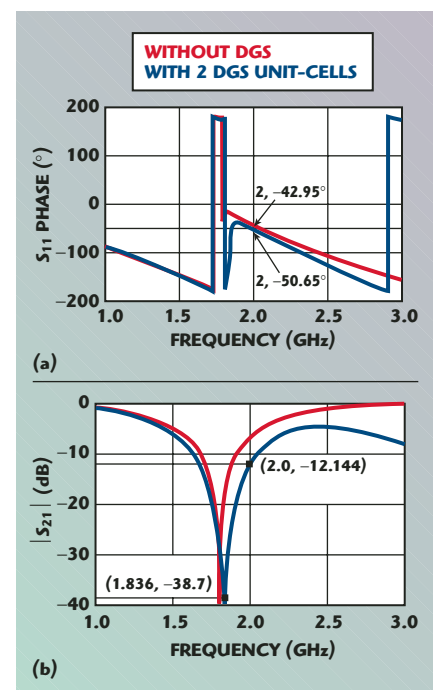 WITHOUT DGS
WITH 2 DGS UNIT-CELLS
S11 PHASE (°)
200
100
0
–100
–200
2, –42.95°
2, –50.65°
1.0 1.5 2.0 2.5 3.0
FREQUENCY (GHz)
(a)
|S21| (dB)
0
–10
–20
–30
–40
(2.0, –12.144)
(1.836, –38.7)
1.0 1.5 2.0 2.5 3.0
FREQUENCY (GHz)
(b)